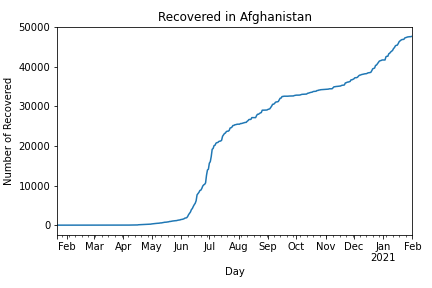 Recovered in Afghanistan
Number of Recovered
50000
40000
30000
20000
10000
0
Feb Mar Apr May Jun Jul Aug Sep Oct Nov Dec Jan Feb
2021
Day